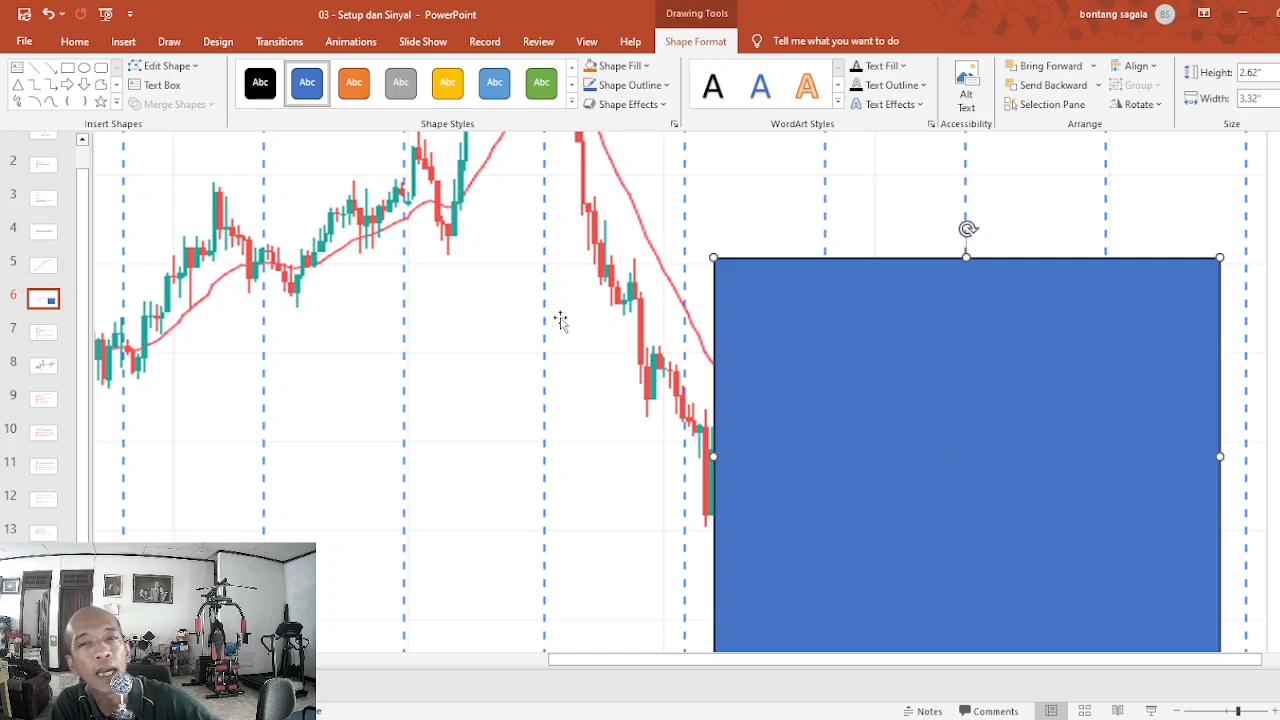 03 - Setup dan Sinyal - PowerPoint
Drawing Tools
bontang sagala
BS
File
Home
Insert
Draw
Design
Transitions
Animations
Slide Show
Record
Review
View
Help
Shape Format
Tell me what you want to do
Edit Shape
Text Box
Merge Shapes
Insert Shapes
Abc
Abc
Abc
Abc
Abc
Abc
Abc
Shape Fill
Shape Outline
Shape Effects
Shape Styles
A
A
A
Text Fill
Text Outline
Text Effects
WordArt Styles
Alt
Text
Accessibility
Bring Forward
Send Backward
Selection Pane
Align
Group
Rotate
Arrange
Height:
2.62"
Width:
3.32"
Size
2
3
4
5
6
7
8
9
10
11
12
13
Notes
Comments